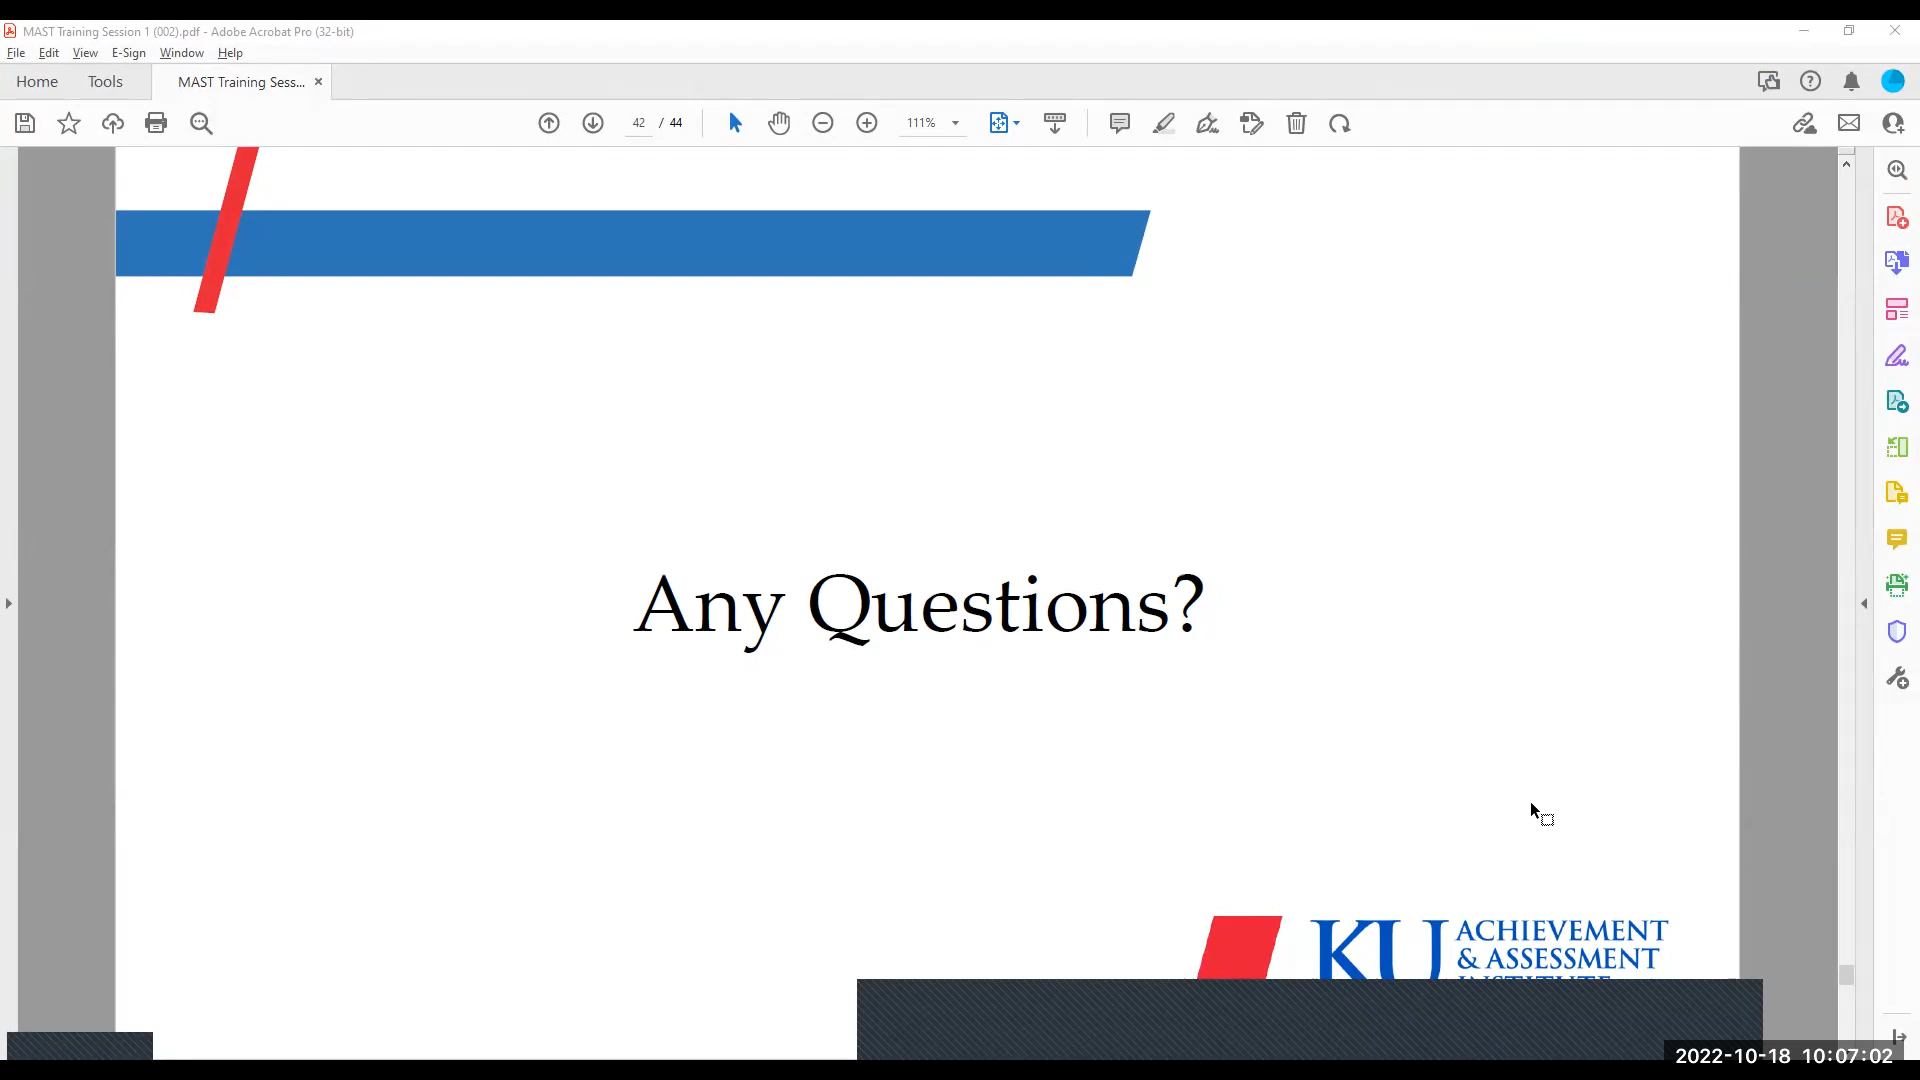 MAST Training Session 1 (002).pdf - Adobe Acrobat Pro (32-bit)
File Edit View E-Sign Window Help
Home Tools MAST Training Sess... ×
42 / 44 111%
Any Questions?
KU ACHIEVEMENT
& ASSESSMENT
INSTITUTE
2022-10-18 10:07:02